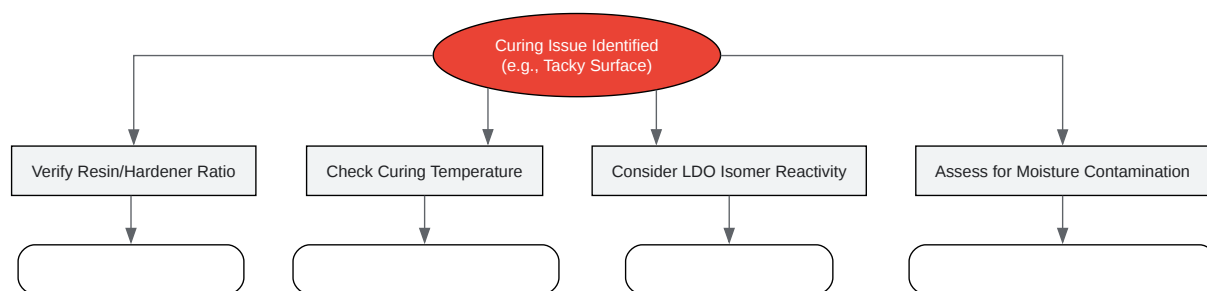 Curing Issue Identified
(e.g., Tacky Surface)
Verify Resin/Hardener Ratio
Check Curing Temperature
Consider LDO Isomer Reactivity
Assess for Moisture Contamination